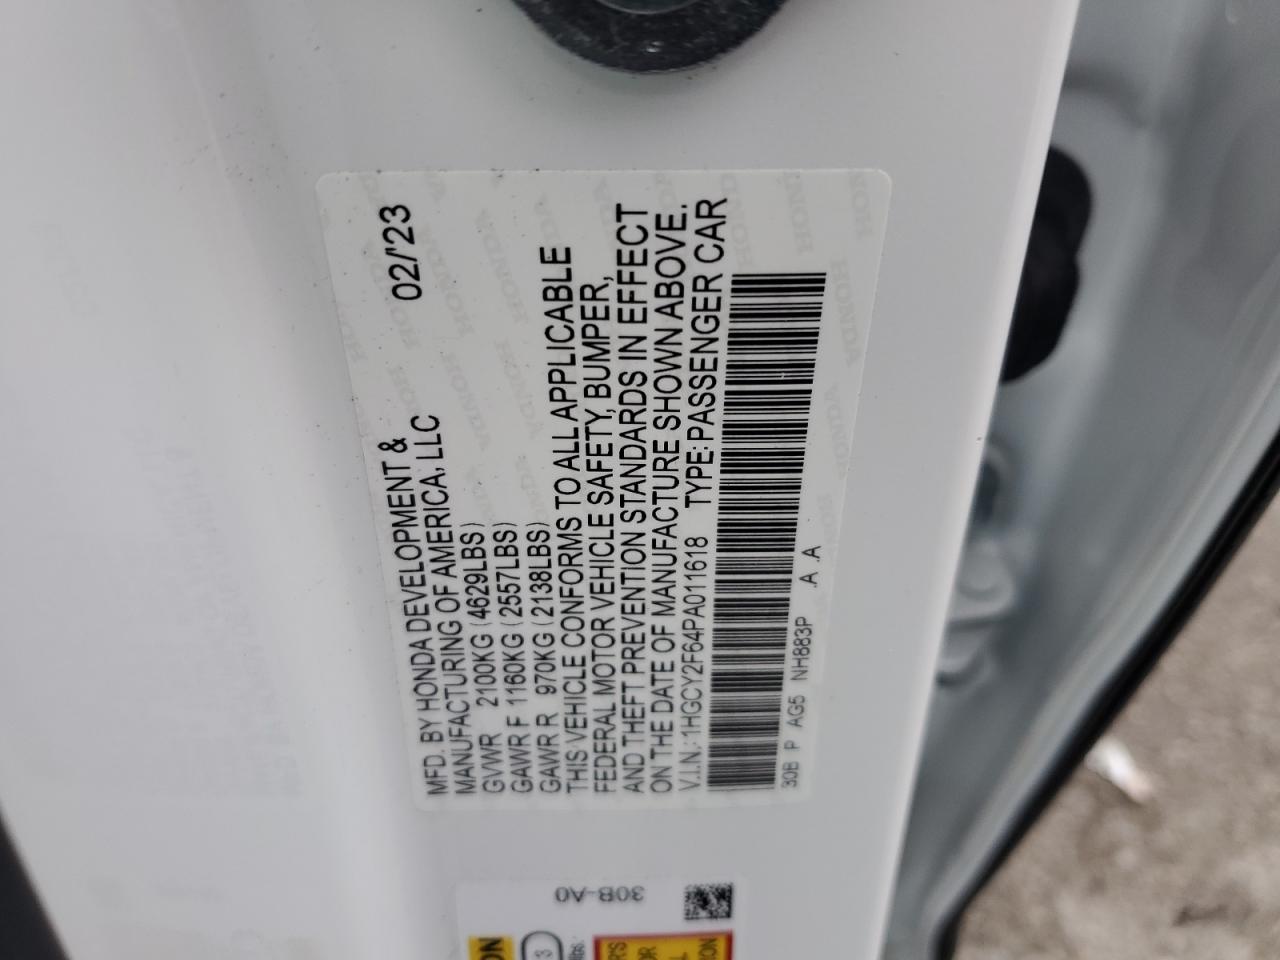 02/'23
MFD. BY HONDA DEVELOPMENT &
MANUFACTURING OF AMERICA, LLC
GVWR 2100KG (4629LBS)
GAWR F 1160KG (2557LBS)
GAWR R 970KG (2138LBS)
THIS VEHICLE CONFORMS TO ALL APPLICABLE
FEDERAL MOTOR VEHICLE SAFETY, BUMPER,
AND THEFT PREVENTION STANDARDS IN EFFECT
ON THE DATE OF MANUFACTURE SHOWN ABOVE.
V.I.N.: 1HGCY2F64PA011618 TYPE: PASSENGER CAR
30B P AG5 NH883P .A .A
30B-A0